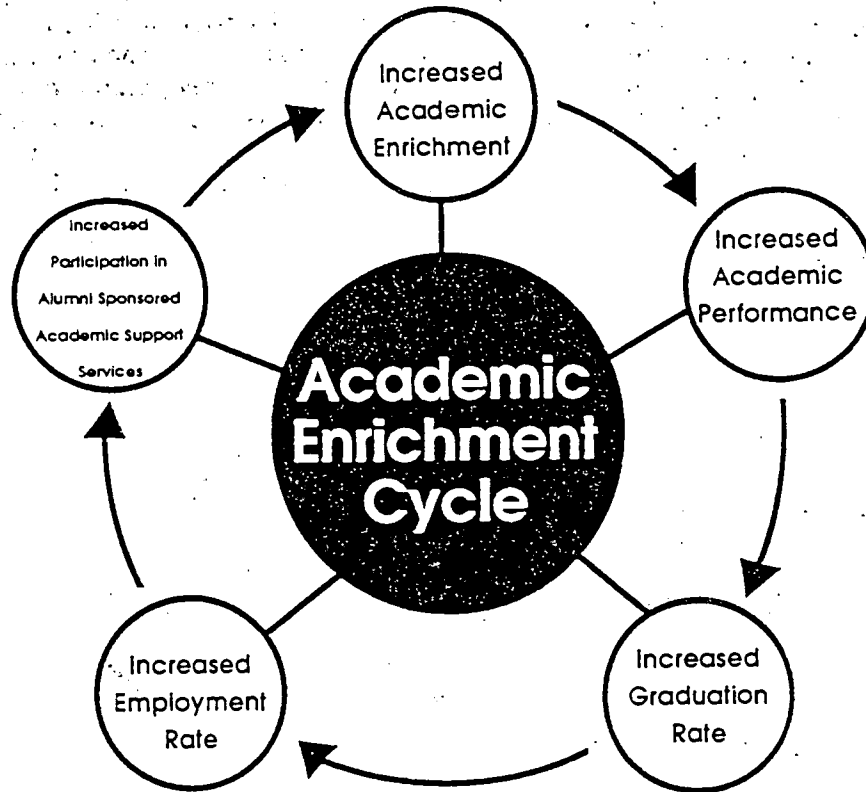 Increased
Academic
Enrichment
Increased
Academic
Performance
Increased
Graduation
Rate
Increased
Employment
Rate
Increased
Participation in
Alumni Sponsored
Academic Support
Services
Academic
Enrichment
Cycle